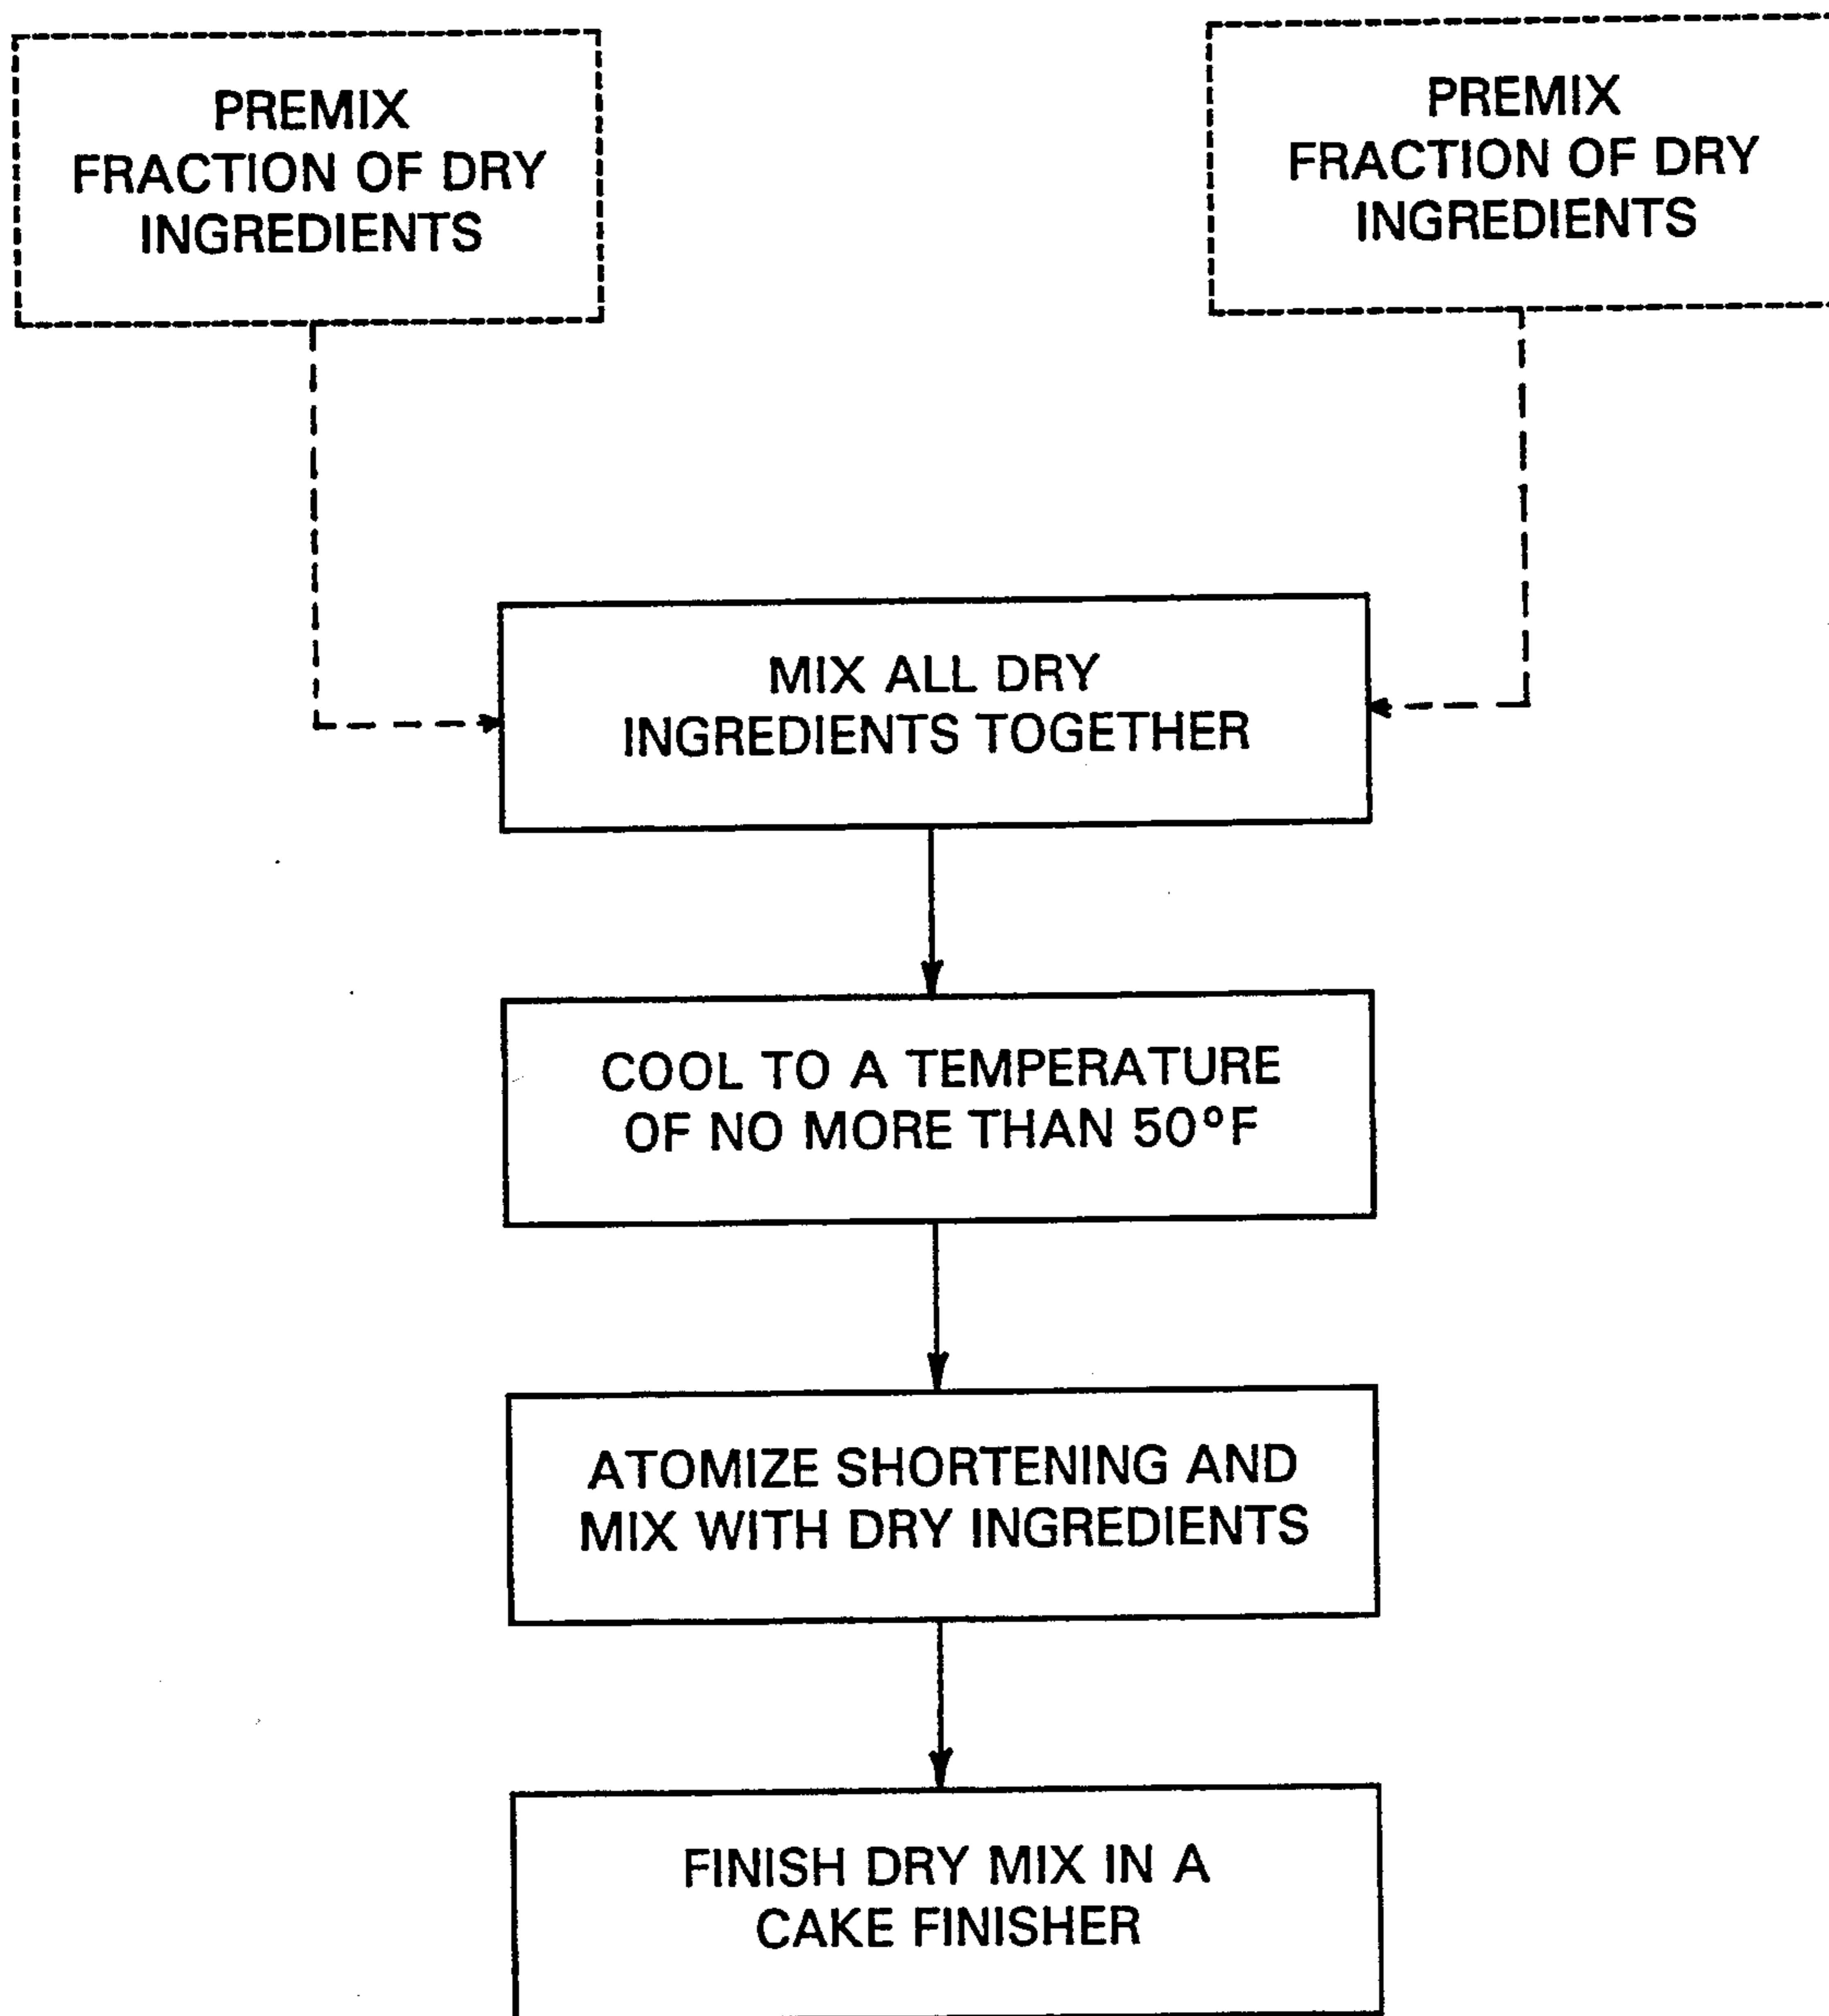 PREMIX
FRACTION OF DRY
INGREDIENTS
PREMIX
FRACTION OF DRY
INGREDIENTS
MIX ALL DRY
INGREDIENTS TOGETHER
COOL TO A TEMPERATURE
OF NO MORE THAN 50°F
ATOMIZE SHORTENING AND
MIX WITH DRY INGREDIENTS
FINISH DRY MIX IN A
CAKE FINISHER